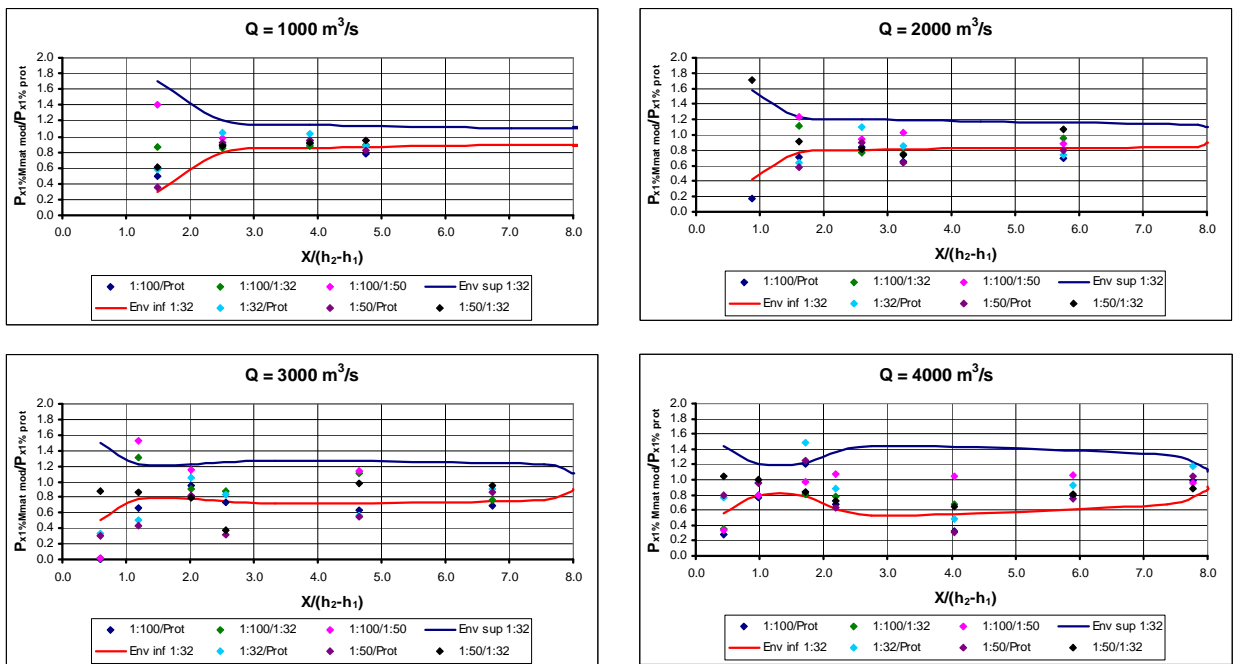 Q = 1000 m³/s
Px1%Mmat mod/Px1% prot
2.0
1.8
1.6
1.4
1.2
1.0
0.8
0.6
0.4
0.2
0.0
0.0 1.0 2.0 3.0 4.0 5.0 6.0 7.0 8.0
X/(h₂-h₁)
1:100/Prot 1:100/1:32 1:100/1:50 Env sup 1:32
Env inf 1:32 1:32/Prot 1:50/Prot 1:50/1:32
Q = 2000 m³/s
Px1%Mmat mod/Px1% prot
2.0
1.8
1.6
1.4
1.2
1.0
0.8
0.6
0.4
0.2
0.0
0.0 1.0 2.0 3.0 4.0 5.0 6.0 7.0 8.0
X/(h₂-h₁)
1:100/Prot 1:100/1:32 1:100/1:50 Env sup 1:32
Env inf 1:32 1:32/Prot 1:50/Prot 1:50/1:32
Q = 3000 m³/s
Px1%Mmat mod/Px1% prot
2.0
1.8
1.6
1.4
1.2
1.0
0.8
0.6
0.4
0.2
0.0
0.0 1.0 2.0 3.0 4.0 5.0 6.0 7.0 8.0
X/(h₂-h₁)
1:100/Prot 1:100/1:32 1:100/1:50 Env sup 1:32
Env inf 1:32 1:32/Prot 1:50/Prot 1:50/1:32
Q = 4000 m³/s
Px1% Mmat mod/Px1% prot
2.0
1.8
1.6
1.4
1.2
1.0
0.8
0.6
0.4
0.2
0.0
0.0 1.0 2.0 3.0 4.0 5.0 6.0 7.0 8.0
X/(h₂-h₁)
1:100/Prot 1:100/1:32 1:100/1:50 Env sup 1:32
Env inf 1:32 1:32/Prot 1:50/Prot 1:50/1:32